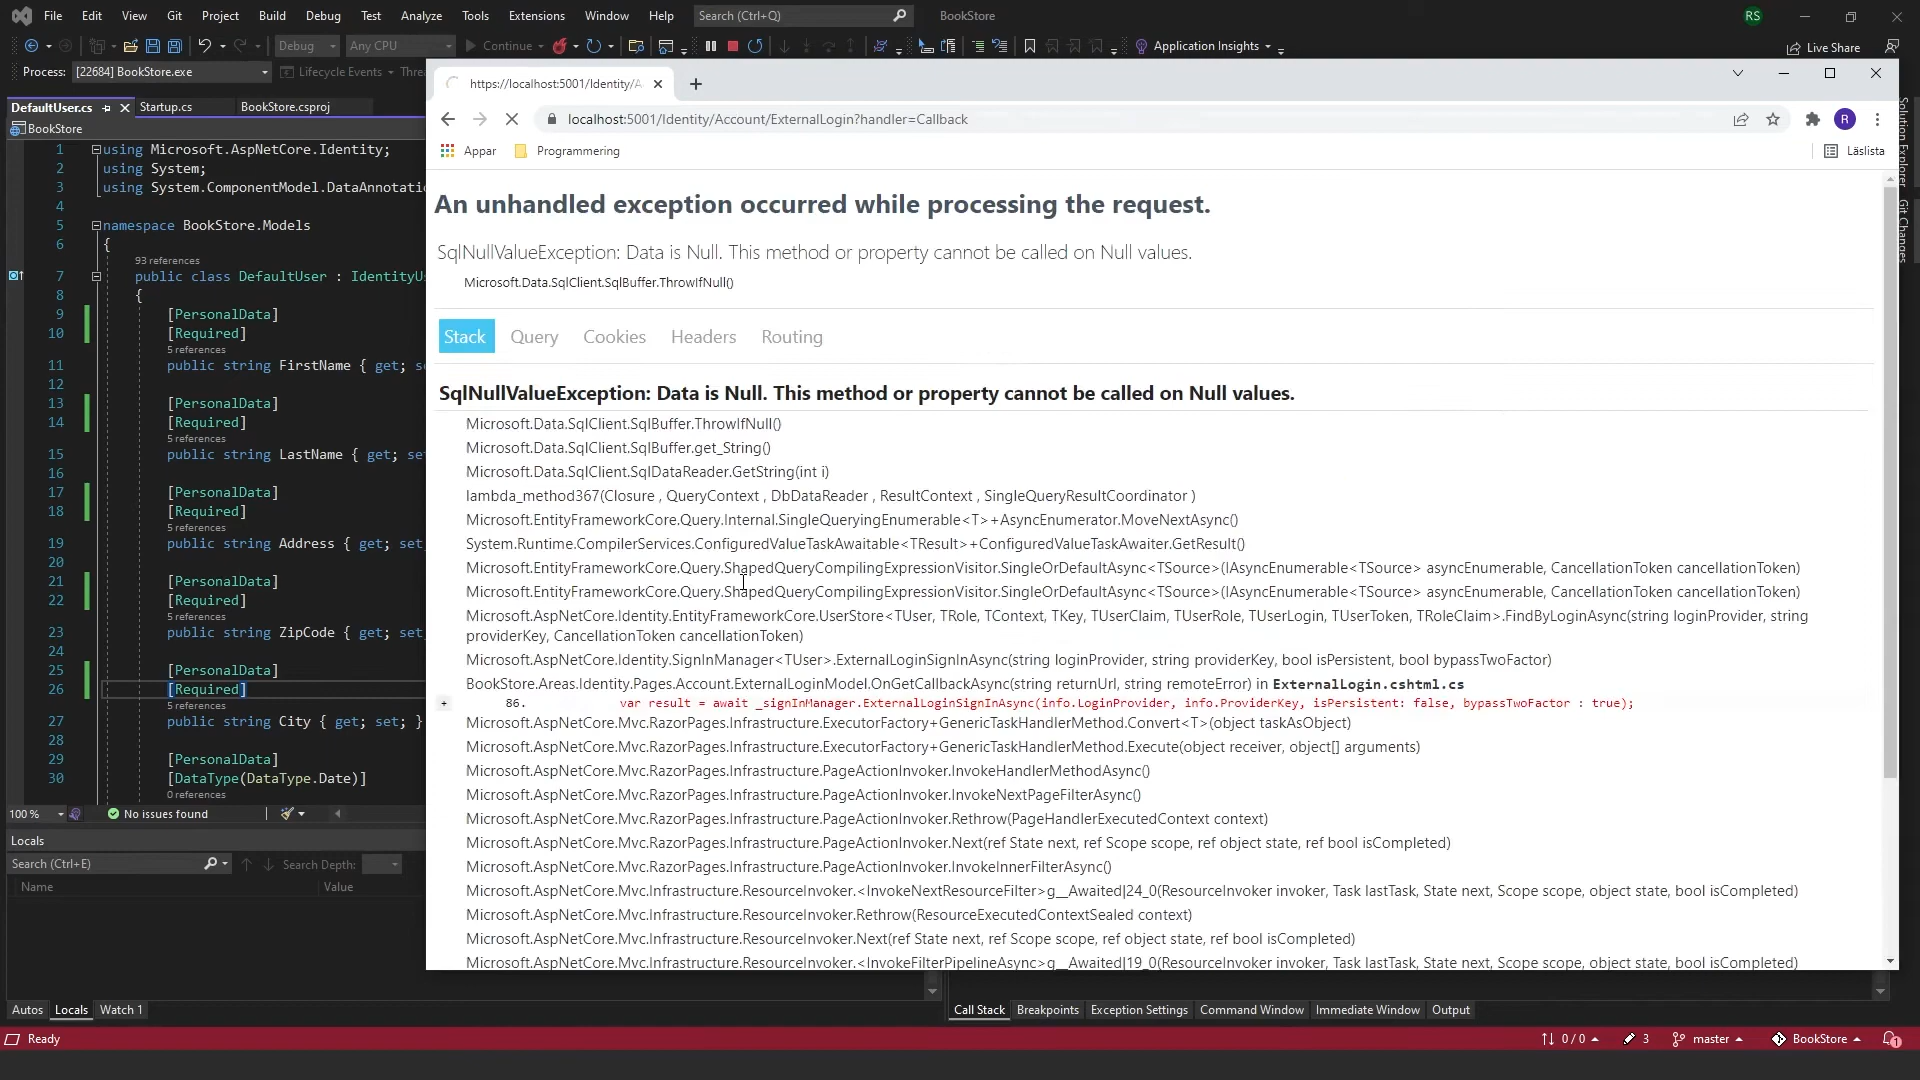 File Edit View Git Project Build Debug Test Analyze Tools Extensions Window Help Search (Ctrl+Q) BookStore RS
Debug Any CPU Continue Application Insights Live Share
Process: [22684] BookStore.exe Lifecycle Events
DefaultUser.cs Startup.cs BookStore.csproj
BookStore
1 using Microsoft.AspNetCore.Identity;
2 using System;
3 using System.ComponentModel.DataAnnotatio
4
5 namespace BookStore.Models
6 {
93 references
7 public class DefaultUser : IdentityUs
8 {
9 [PersonalData]
10 [Required]
5 references
11 public string FirstName { get; se
12
13 [PersonalData]
14 [Required]
5 references
15 public string LastName { get; se
16
17 [PersonalData]
18 [Required]
5 references
19 public string Address { get; set
20
21 [PersonalData]
22 [Required]
5 references
23 public string ZipCode { get; set
24
25 [PersonalData]
26 [Required]
5 references
27 public string City { get; set; }
28
29 [PersonalData]
30 [DataType(DataType.Date)]
0 references
100 % No issues found
Locals
Search (Ctrl+E) Search Depth:
Name Value
Autos Locals Watch 1
https://localhost:5001/Identity/A
localhost:5001/Identity/Account/ExternalLogin?handler=Callback R
Appar Programmering Läslista
An unhandled exception occurred while processing the request.
SqlNullValueException: Data is Null. This method or property cannot be called on Null values.
Microsoft.Data.SqlClient.SqlBuffer.ThrowIfNull()
Stack Query Cookies Headers Routing
SqlNullValueException: Data is Null. This method or property cannot be called on Null values.
Microsoft.Data.SqlClient.SqlBuffer.ThrowIfNull()
Microsoft.Data.SqlClient.SqlBuffer.get_String()
Microsoft.Data.SqlClient.SqlDataReader.GetString(int i)
lambda_method367(Closure , QueryContext , DbDataReader , ResultContext , SingleQueryResultCoordinator )
Microsoft.EntityFrameworkCore.Query.Internal.SingleQueryingEnumerable<T>+AsyncEnumerator.MoveNextAsync()
System.Runtime.CompilerServices.ConfiguredValueTaskAwaitable<TResult>+ConfiguredValueTaskAwaiter.GetResult()
Microsoft.EntityFrameworkCore.Query.ShapedQueryCompilingExpressionVisitor.SingleOrDefaultAsync<TSource>(IAsyncEnumerable<TSource> asyncEnumerable, CancellationToken cancellationToken)
Microsoft.EntityFrameworkCore.Query.ShapedQueryCompilingExpressionVisitor.SingleOrDefaultAsync<TSource>(IAsyncEnumerable<TSource> asyncEnumerable, CancellationToken cancellationToken)
Microsoft.AspNetCore.Identity.EntityFrameworkCore.UserStore<TUser, TRole, TContext, TKey, TUserClaim, TUserRole, TUserLogin, TUserToken, TRoleClaim>.FindByLoginAsync(string loginProvider, string
providerKey, CancellationToken cancellationToken)
Microsoft.AspNetCore.Identity.SignInManager<TUser>.ExternalLoginSignInAsync(string loginProvider, string providerKey, bool isPersistent, bool bypassTwoFactor)
BookStore.Areas.Identity.Pages.Account.ExternalLoginModel.OnGetCallbackAsync(string returnUrl, string remoteError) in ExternalLogin.cshtml.cs
+ 86. var result = await _signInManager.ExternalLoginSignInAsync(info.LoginProvider, info.ProviderKey, isPersistent: false, bypassTwoFactor : true);
Microsoft.AspNetCore.Mvc.RazorPages.Infrastructure.ExecutorFactory+GenericTaskHandlerMethod.Convert<T>(object taskAsObject)
Microsoft.AspNetCore.Mvc.RazorPages.Infrastructure.ExecutorFactory+GenericTaskHandlerMethod.Execute(object receiver, object[] arguments)
Microsoft.AspNetCore.Mvc.RazorPages.Infrastructure.PageActionInvoker.InvokeHandlerMethodAsync()
Microsoft.AspNetCore.Mvc.RazorPages.Infrastructure.PageActionInvoker.InvokeNextPageFilterAsync()
Microsoft.AspNetCore.Mvc.RazorPages.Infrastructure.PageActionInvoker.Rethrow(PageHandlerExecutedContext context)
Microsoft.AspNetCore.Mvc.RazorPages.Infrastructure.PageActionInvoker.Next(ref State next, ref Scope scope, ref object state, ref bool isCompleted)
Microsoft.AspNetCore.Mvc.RazorPages.Infrastructure.PageActionInvoker.InvokeInnerFilterAsync()
Microsoft.AspNetCore.Mvc.Infrastructure.ResourceInvoker.<InvokeNextResourceFilter>g__Awaited|24_0(ResourceInvoker invoker, Task lastTask, State next, Scope scope, object state, bool isCompleted)
Microsoft.AspNetCore.Mvc.Infrastructure.ResourceInvoker.Rethrow(ResourceExecutedContextSealed context)
Microsoft.AspNetCore.Mvc.Infrastructure.ResourceInvoker.Next(ref State next, ref Scope scope, ref object state, ref bool isCompleted)
Microsoft.AspNetCore.Mvc.Infrastructure.ResourceInvoker.<InvokeFilterPipelineAsync>g__Awaited|19_0(ResourceInvoker invoker, Task lastTask, State next, Scope scope, object state, bool isCompleted)
Solution Explorer
Git Changes
Call Stack Breakpoints Exception Settings Command Window Immediate Window Output
Ready 0 / 0 3 master BookStore 1